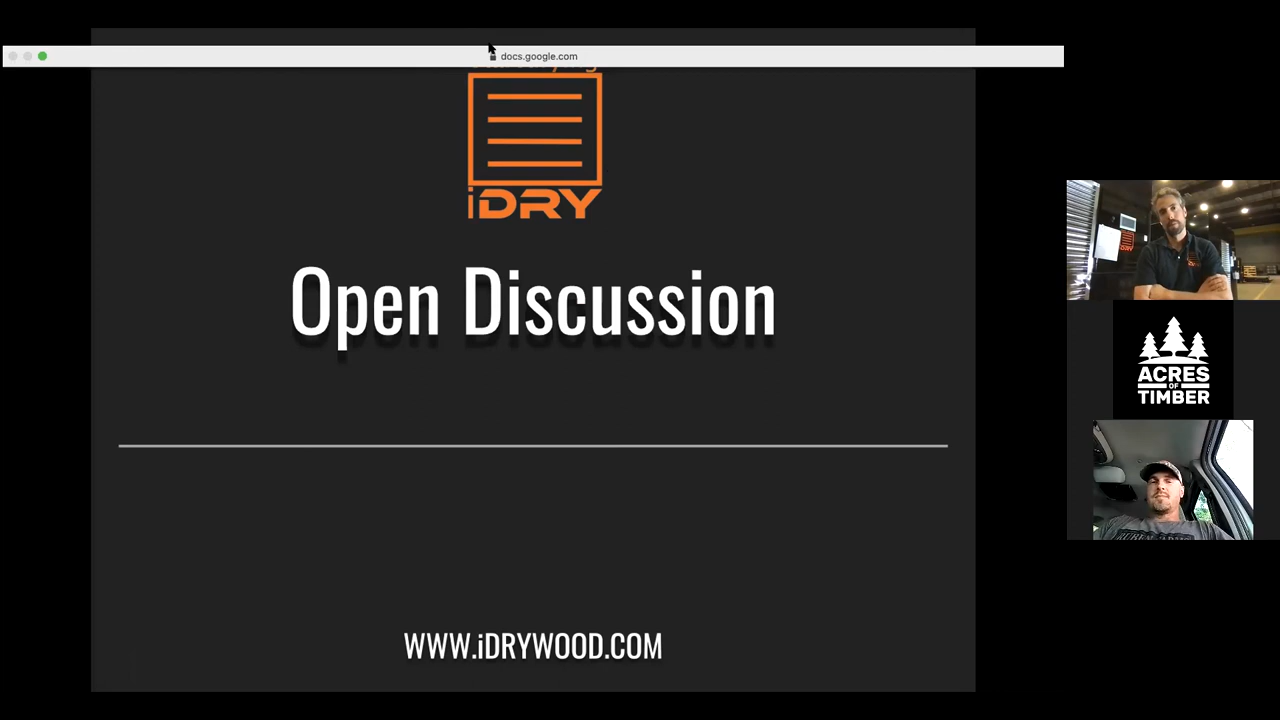 docs.google.com
iDRY
Open Discussion
WWW.iDRYWOOD.COM
ACRES
OF
TIMBER